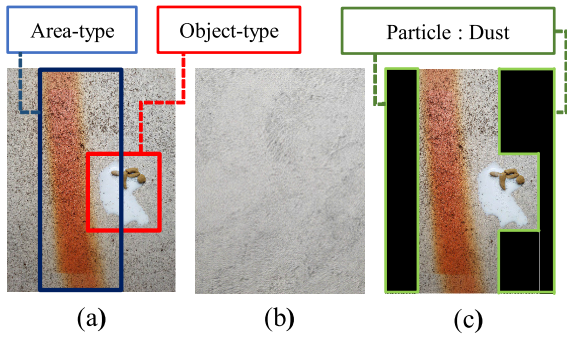 Area-type
Object-type
Particle : Dust
(a)
(b)
(c)